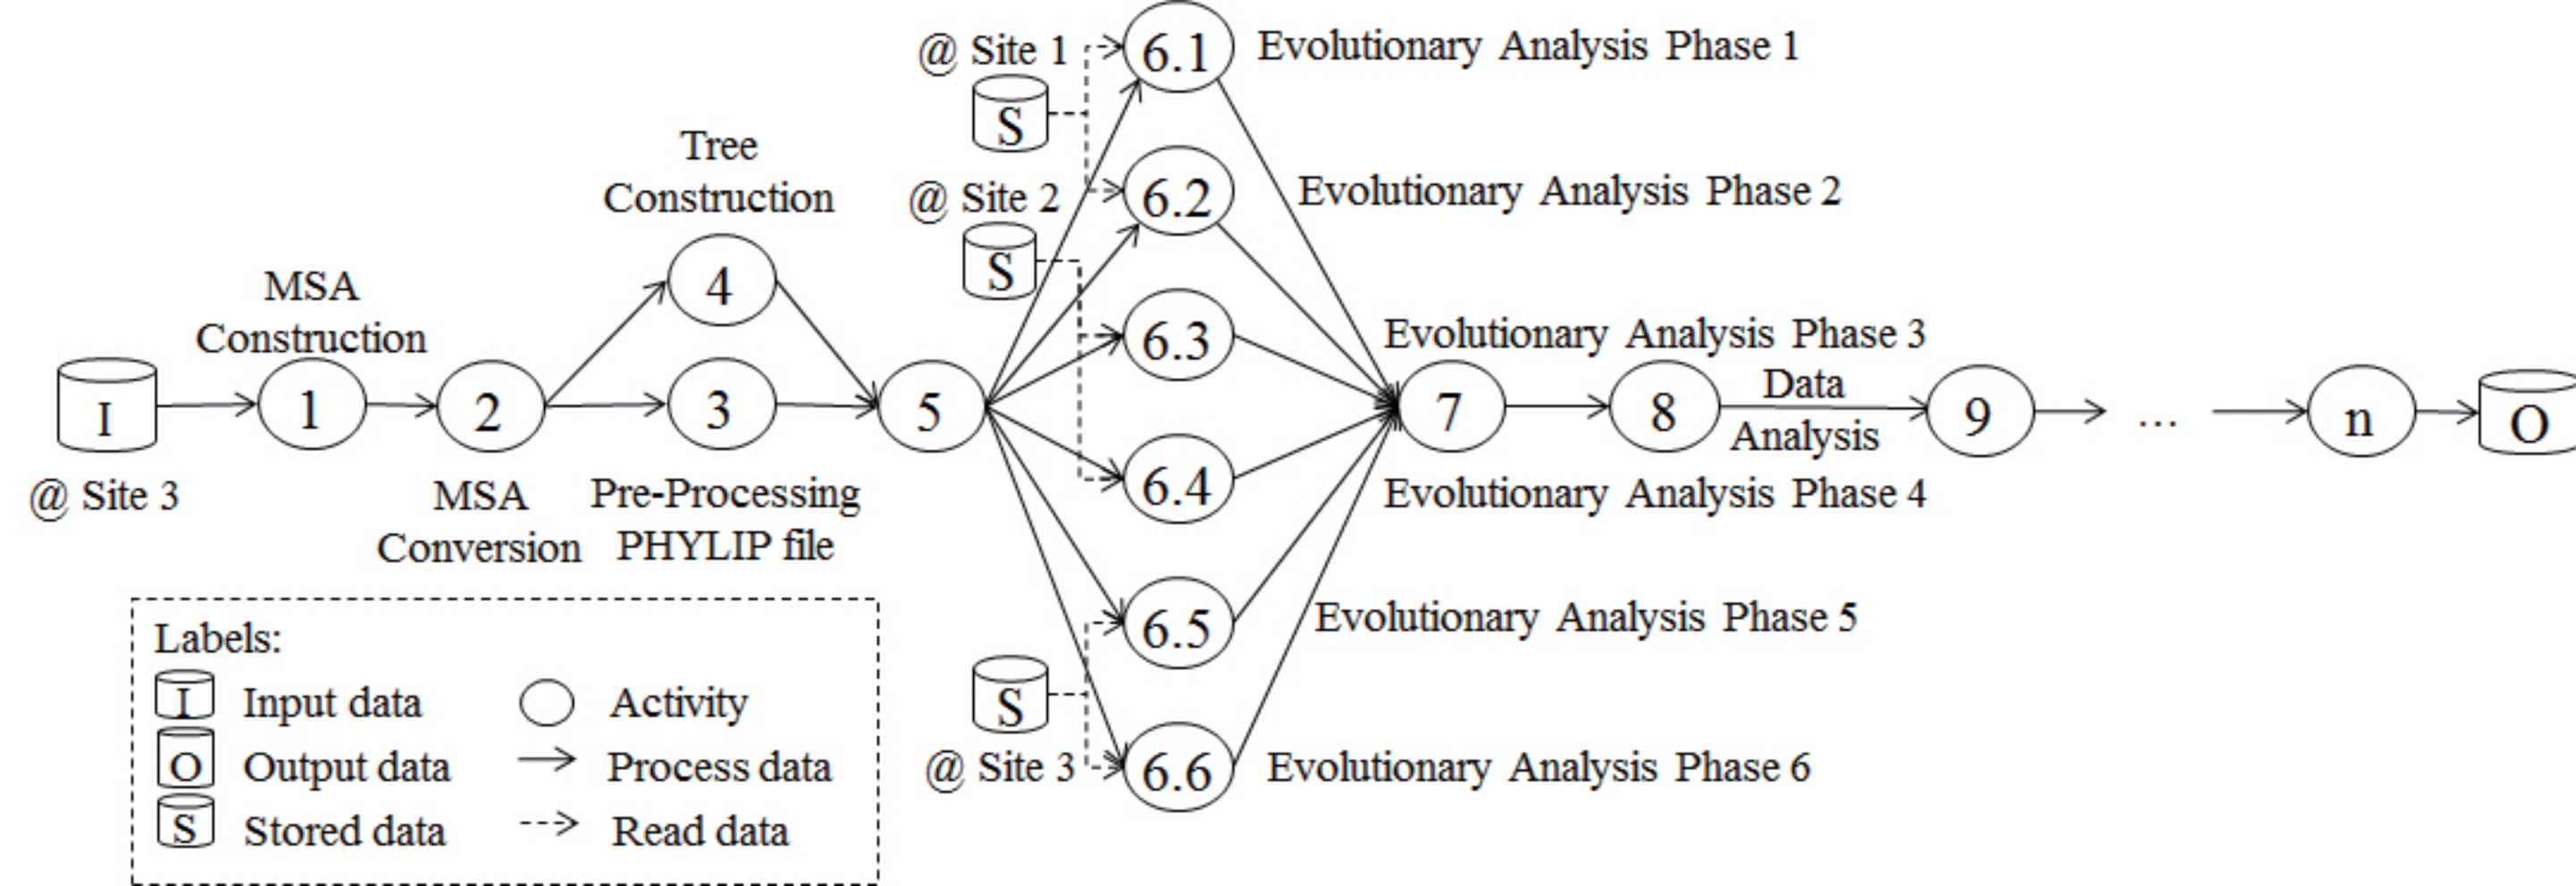 @ Site 1
S
6.1
Evolutionary Analysis Phase 1
Tree
Construction
@ Site 2
S
6.2
Evolutionary Analysis Phase 2
MSA
Construction
4
6.3
Evolutionary Analysis Phase 3
I
1
2
3
5
7
8
Data
Analysis
9
...
n
O
@ Site 3
MSA
Conversion
Pre-Processing
PHYLIP file
6.4
Evolutionary Analysis Phase 4
6.5
Evolutionary Analysis Phase 5
S
@ Site 3
6.6
Evolutionary Analysis Phase 6
Labels:
I Input data
Activity
O Output data
Process data
S Stored data
Read data